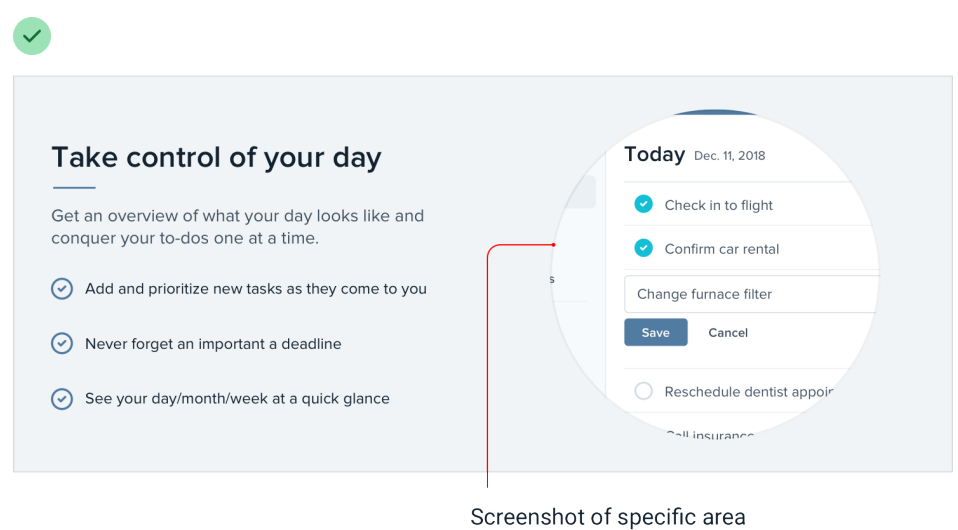 Take control of your day
Get an overview of what your day looks like and
conquer your to-dos one at a time.
Add and prioritize new tasks as they come to you
Never forget an important a deadline
See your day/month/week at a quick glance
Today Dec. 11, 2018
Check in to flight
Confirm car rental
s
Change furnace filter
Save Cancel
Reschedule dentist appoin
Call insurance
Screenshot of specific area